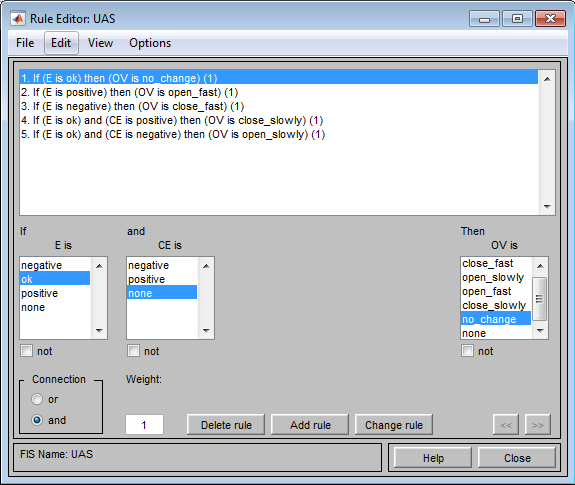 Rule Editor: UAS
File Edit View Options
1. If (E is ok) then (OV is no_change) (1)
2. If (E is positive) then (OV is open_fast) (1)
3. If (E is negative) then (OV is close_fast) (1)
4. If (E is ok) and (CE is positive) then (OV is close_slowly) (1)
5. If (E is ok) and (CE is negative) then (OV is open_slowly) (1)
If
E is
negative
ok
positive
none
not
and
CE is
negative
positive
none
not
Then
OV is
close_fast
open_slowly
open_fast
close_slowly
no_change
none
not
Connection
or
and
Weight:
1
Delete rule
Add rule
Change rule
<<
>>
FIS Name: UAS
Help
Close